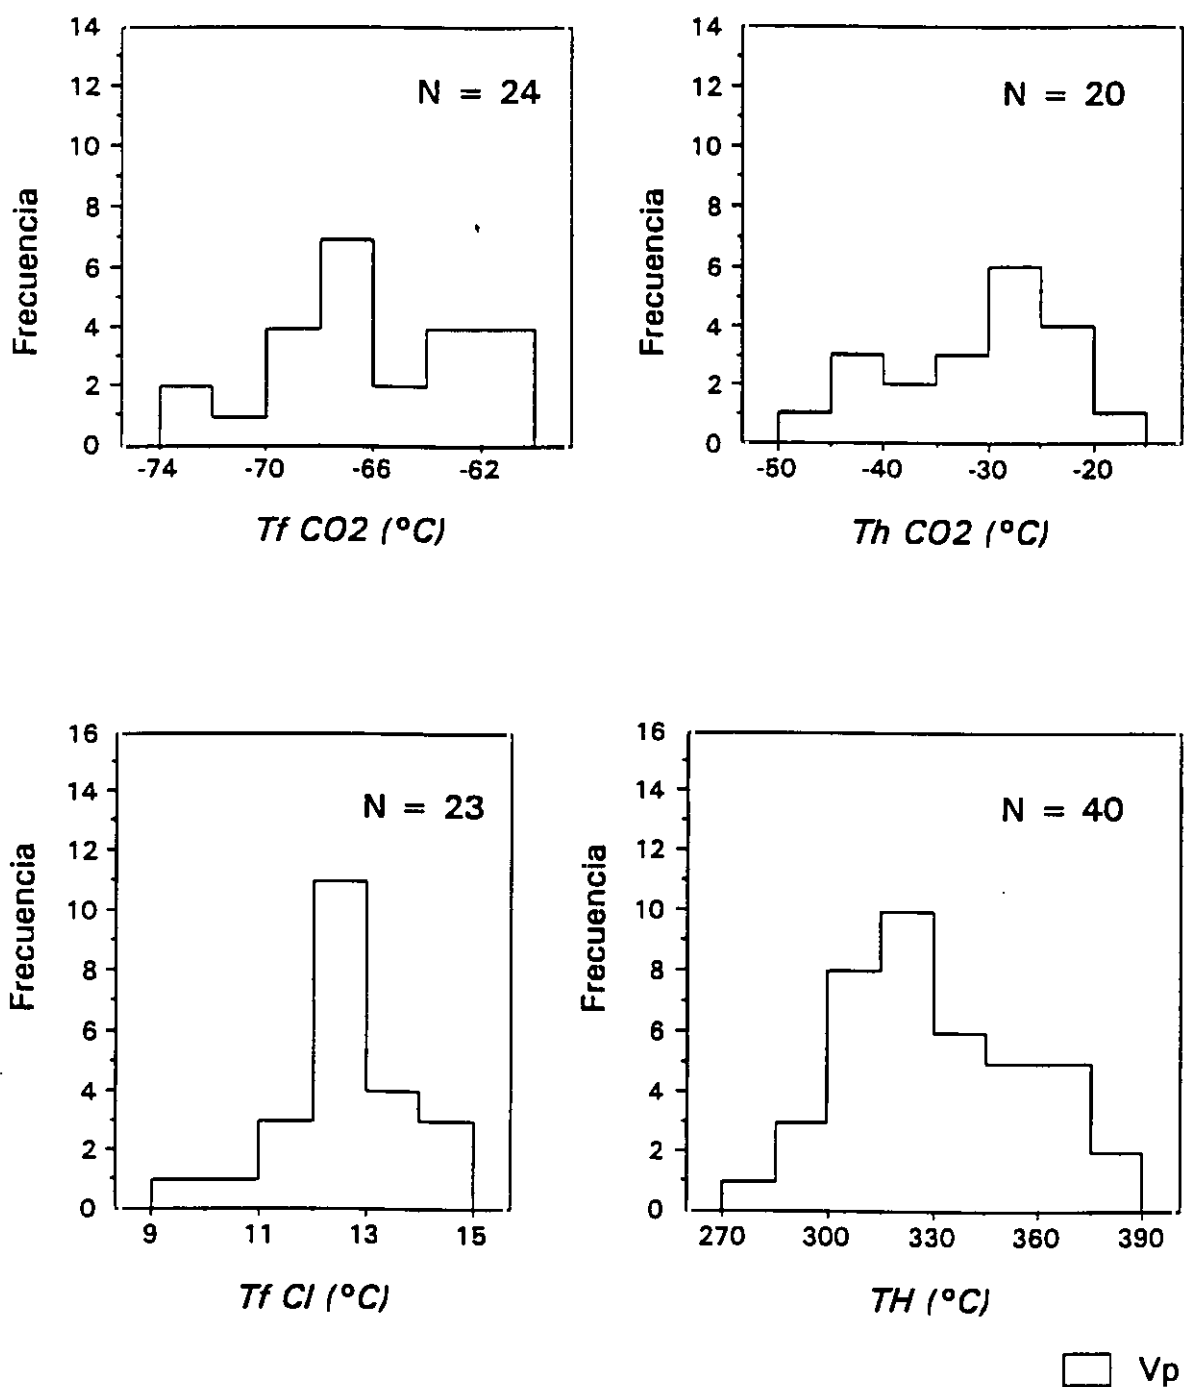 14
12
10
8
6
4
2
0
Frecuencia
N = 24
-74 -70 -66 -62
Tf CO2 (°C)
14
12
10
8
6
4
2
0
Frecuencia
N = 20
-50 -40 -30 -20
Th CO2 (°C)
16
14
12
10
8
6
4
2
0
Frecuencia
N = 23
9 11 13 15
Tf Cl (°C)
16
14
12
10
8
6
4
2
0
Frecuencia
N = 40
270 300 330 360 390
TH (°C)
Vp